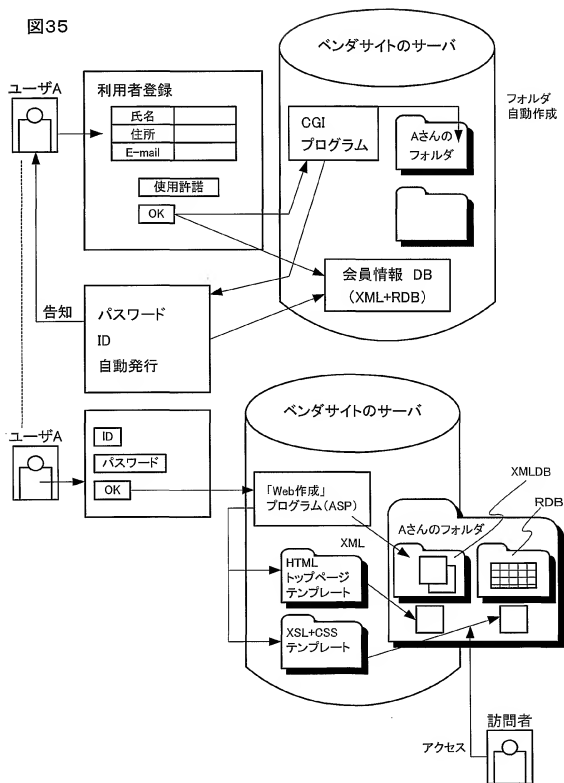 図35
ベンダサイトのサーバ
ユーザA
利用者登録
氏名
住所
E-mail
使用許諾
OK
CGI
プログラム
Aさんの
フォルダ
フォルダ
自動作成
会員情報 DB
(XML+RDB)
告知
パスワード
ID
自動発行
ユーザA
ID
パスワード
OK
ベンダサイトのサーバ
「Web作成」
プログラム(ASP)
XMLDB
RDB
Aさんのフォルダ
XML
HTML
トップページ
テンプレート
XSL+CSS
テンプレート
訪問者
アクセス